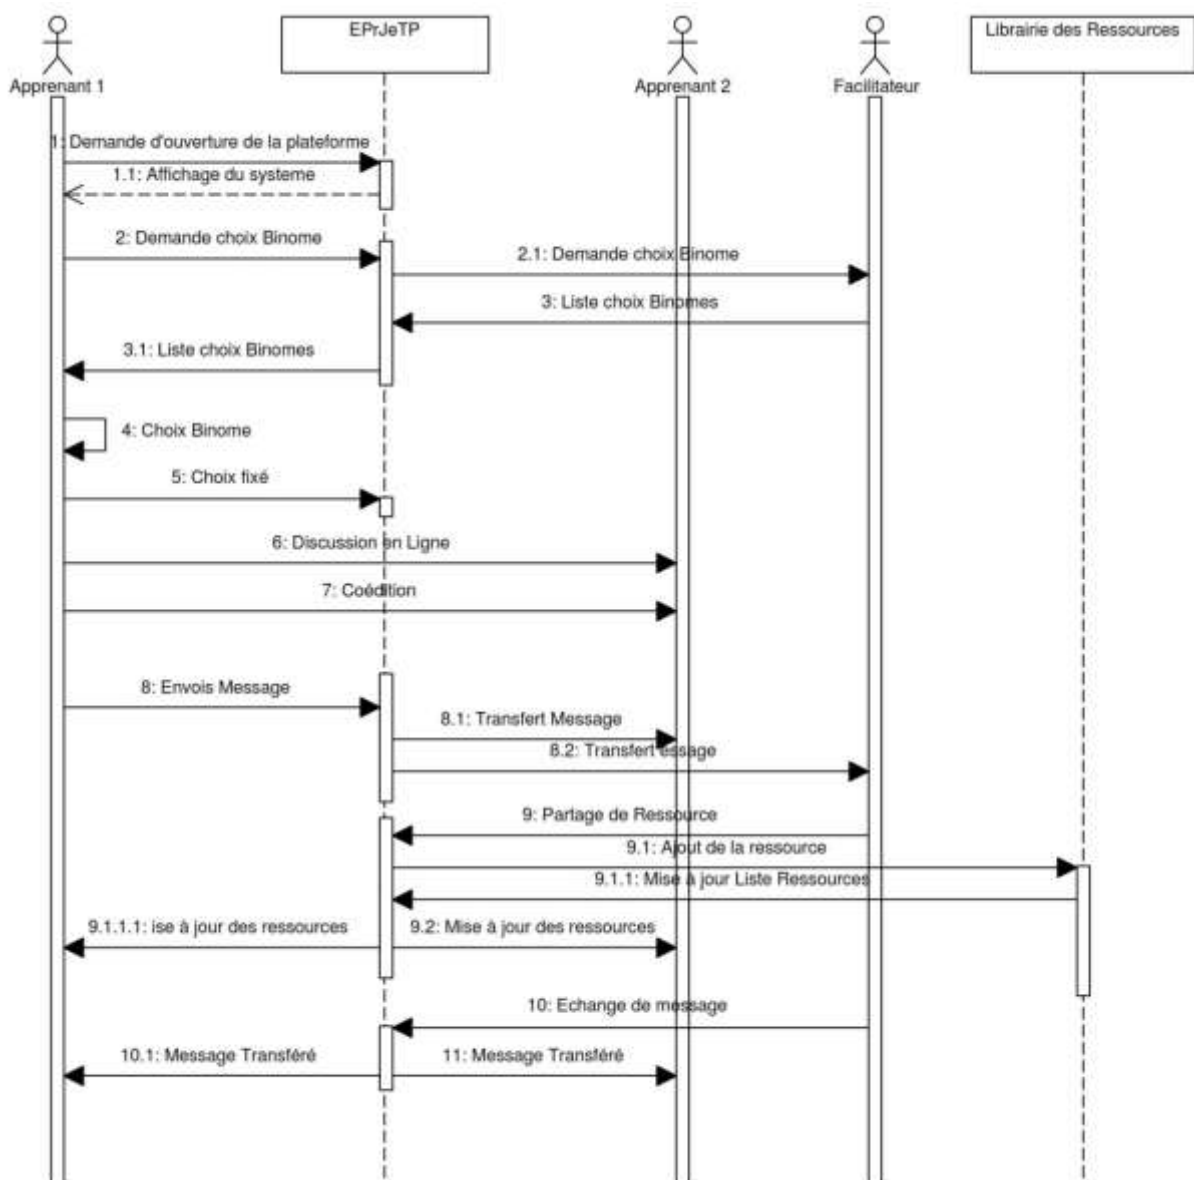 EPrJeTP
Librairie des Ressources
Apprenant 1
Apprenant 2
Facilitateur
1: Demande d'ouverture de la plateforme
1.1: Affichage du systeme
2: Demande choix Binome
2.1: Demande choix Binome
3: Liste choix Binomes
3.1: Liste choix Binomes
4: Choix Binome
5: Choix fixé
6: Discussion en Ligne
7: Coédition
8: Envois Message
8.1: Transfert Message
8.2: Transfert essage
9: Partage de Ressource
9.1: Ajout de la ressource
9.1.1: Mise à jour Liste Ressources
9.1.1.1: ise à jour des ressources
9.2: Mise à jour des ressources
10: Echange de message
10.1: Message Transféré
11: Message Transféré